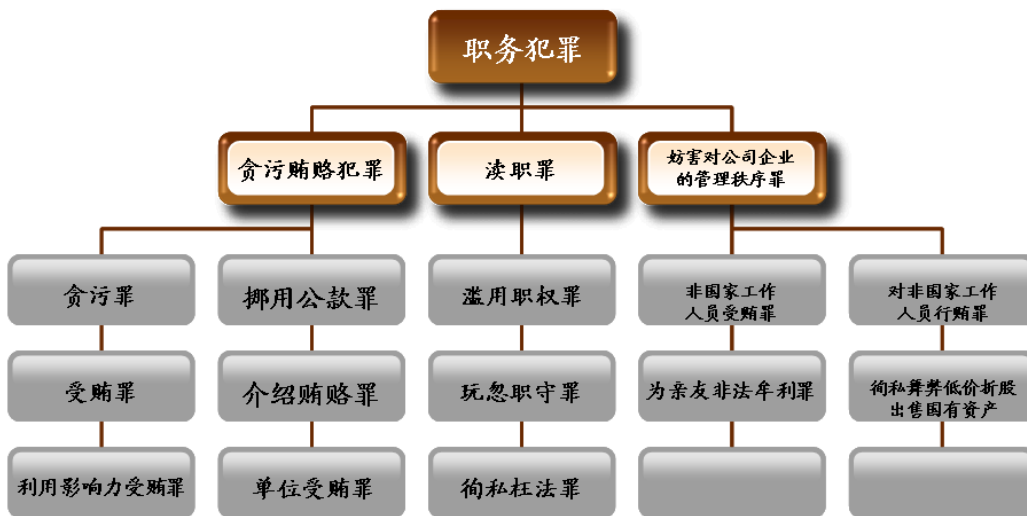 职务犯罪
贪污贿赂犯罪
渎职罪
妨害对公司企业
的管理秩序罪
贪污罪
挪用公款罪
滥用职权罪
非国家工作
人员受贿罪
对非国家工作
人员行贿罪
受贿罪
介绍贿赂罪
玩忽职守罪
为亲友非法牟利罪
徇私舞弊低价折股
出售国有资产
利用影响力受贿罪
单位受贿罪
徇私枉法罪